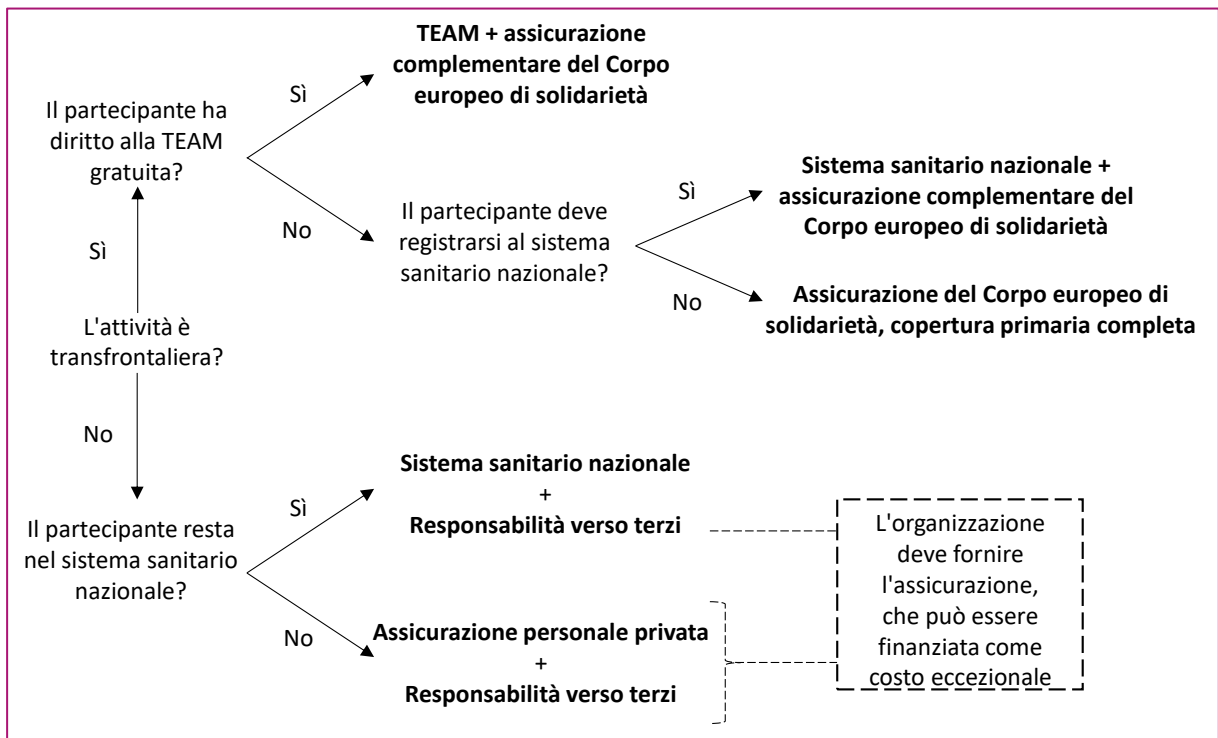 TEAM + assicurazione
complementare del Corpo
europeo di solidarietà
Sì
Il partecipante ha
diritto alla TEAM
gratuita?
No
Il partecipante deve
registrarsi al sistema
sanitario nazionale?
Sì
Sistema sanitario nazionale +
assicurazione complementare del
Corpo europeo di solidarietà
No
Assicurazione del Corpo europeo di
solidarietà, copertura primaria completa
Sì
L'attività è
transfrontaliera?
No
Il partecipante resta
nel sistema sanitario
nazionale?
Sì
Sistema sanitario nazionale
+
Responsabilità verso terzi
No
Assicurazione personale privata
+
Responsabilità verso terzi
L'organizzazione
deve fornire
l'assicurazione,
che può essere
finanziata come
costo eccezionale